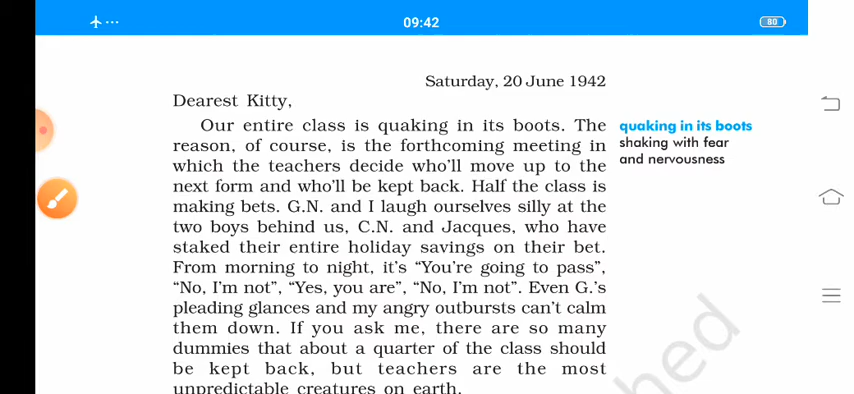 09:42
80
Saturday, 20 June 1942
Dearest Kitty,
Our entire class is quaking in its boots. The
reason, of course, is the forthcoming meeting in
which the teachers decide who'll move up to the
next form and who'll be kept back. Half the class is
making bets. G.N. and I laugh ourselves silly at the
two boys behind us, C.N. and Jacques, who have
staked their entire holiday savings on their bet.
From morning to night, it's “You're going to pass”,
“No, I'm not”, “Yes, you are”, “No, I'm not”. Even G.'s
pleading glances and my angry outbursts can't calm
them down. If you ask me, there are so many
dummies that about a quarter of the class should
be kept back, but teachers are the most
unpredictable creatures on earth.
quaking in its boots
shaking with fear
and nervousness
hed